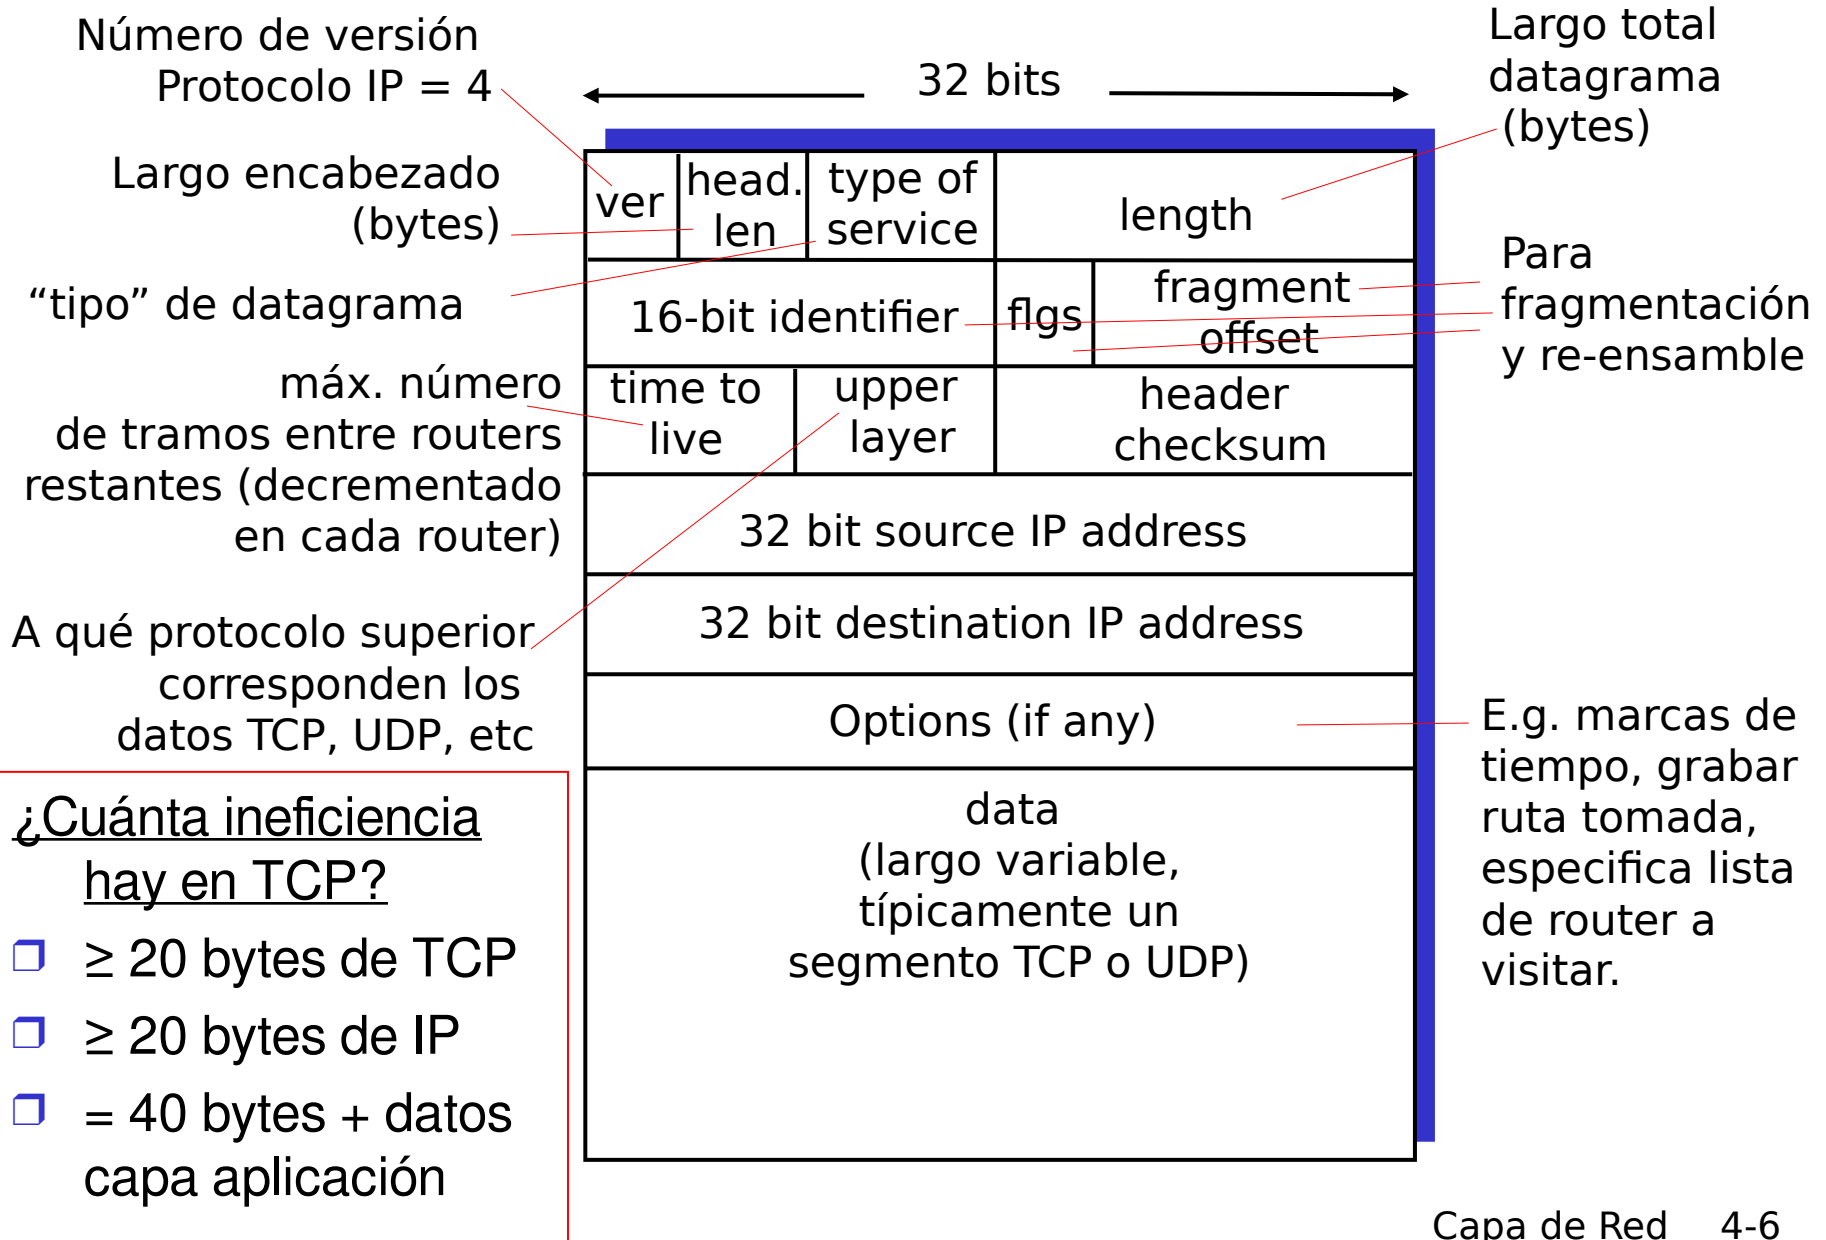 Número de versión
Protocolo IP = 4
Largo encabezado
(bytes)
“tipo” de datagrama
máx. número
de tramos entre routers
restantes (decrementado
en cada router)
A qué protocolo superior
corresponden los
datos TCP, UDP, etc
¿Cuánta ineficiencia
hay en TCP?
≥ 20 bytes de TCP
≥ 20 bytes de IP
= 40 bytes + datos
capa aplicación
32 bits
ver
head.
len
type of
service
length
16-bit identifier
flgs
fragment
offset
time to
live
upper
layer
header
checksum
32 bit source IP address
32 bit destination IP address
Options (if any)
data
(largo variable,
típicamente un
segmento TCP o UDP)
Largo total
datagrama
(bytes)
Para
fragmentación
y re-ensamble
E.g. marcas de
tiempo, grabar
ruta tomada,
especifica lista
de router a
visitar.
Capa de Red 4-6